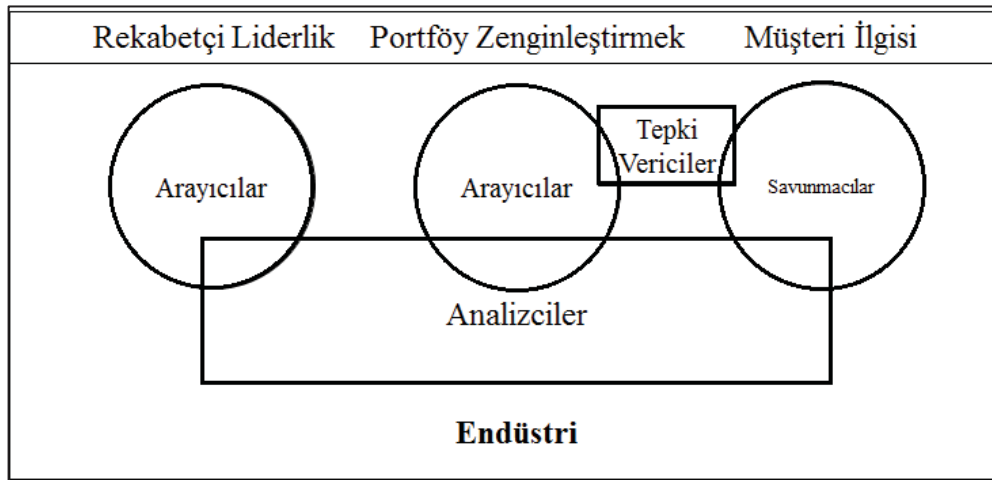 Rekabetçi Liderlik Portföy Zenginleştirmek Müşteri İlgisi
Tepki
Vericiler
Arayıcılar Arayıcılar Savunmacılar
Analizciler
Endüstri